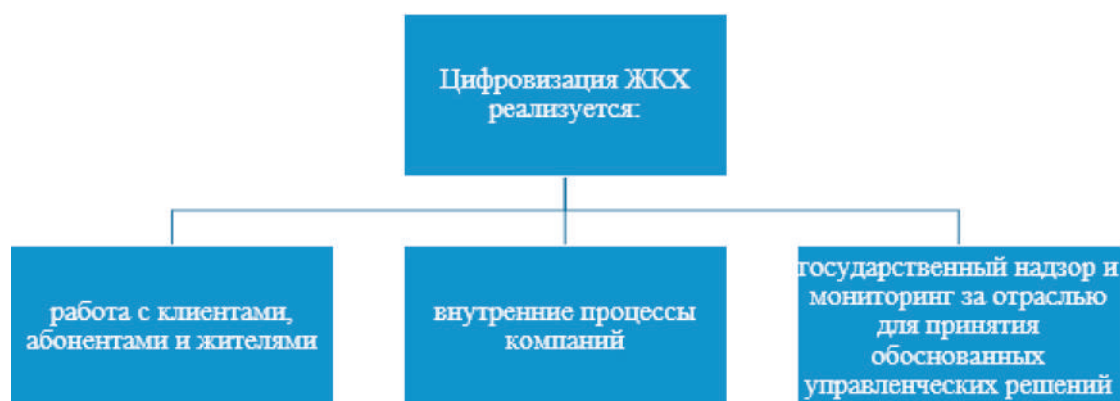 Цифровизация ЖКХ
реализуется:
работа с клиентами,
абонентами и жителями
внутренние процессы
компаний
государственный надзор и
мониторинг за отраслью
для принятия
обоснованных
управленческих решений